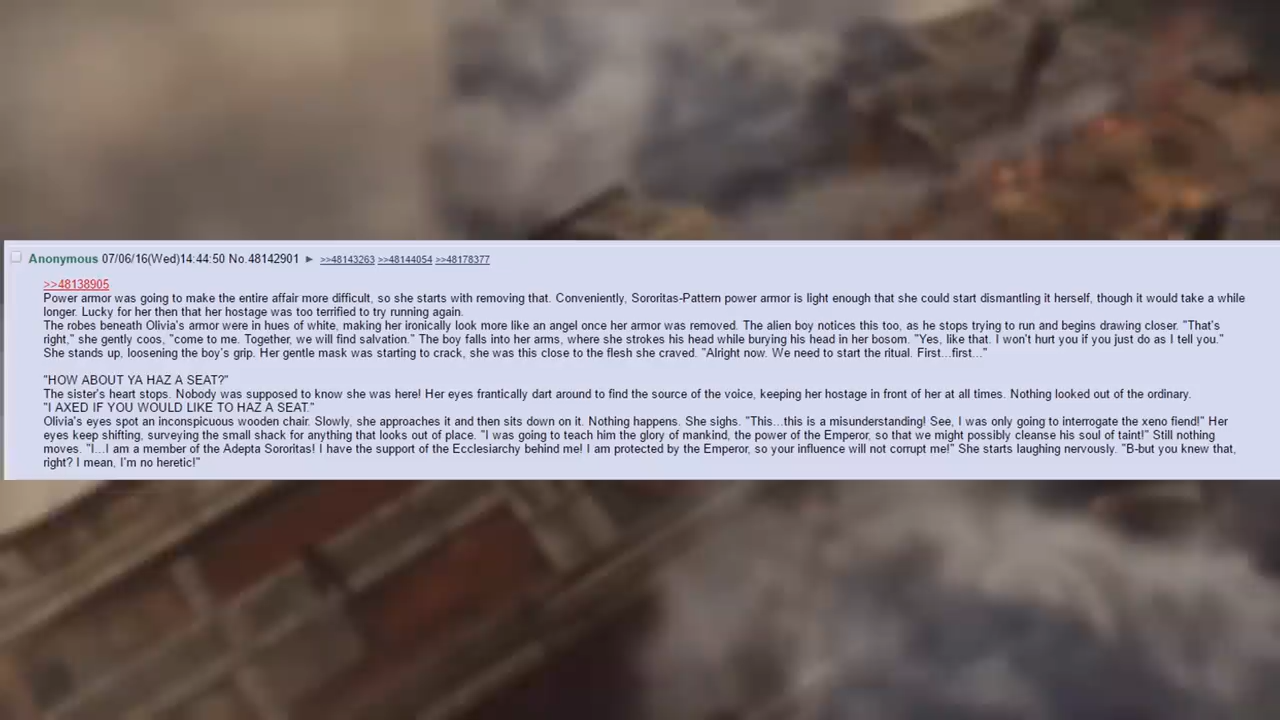 Anonymous 07/06/16(Wed)14:44:50 No.48142901 ► >>48143263 >>48144054 >>48178377
>>48138905
Power armor was going to make the entire affair more difficult, so she starts with removing that. Conveniently, Sororitas-Pattern power armor is light enough that she could start dismantling it herself, though it would take a while
longer. Lucky for her then that her hostage was too terrified to try running again.
The robes beneath Olivia's armor were in hues of white, making her ironically look more like an angel once her armor was removed. The alien boy notices this too, as he stops trying to run and begins drawing closer. "That's
right," she gently coos, "come to me. Together, we will find salvation." The boy falls into her arms, where she strokes his head while burying his head in her bosom. "Yes, like that. I won't hurt you if you just do as I tell you."
She stands up, loosening the boy's grip. Her gentle mask was starting to crack, she was this close to the flesh she craved. "Alright now. We need to start the ritual. First...first..."
"HOW ABOUT YA HAZ A SEAT?"
The sister's heart stops. Nobody was supposed to know she was here! Her eyes frantically dart around to find the source of the voice, keeping her hostage in front of her at all times. Nothing looked out of the ordinary.
"I AXED IF YOU WOULD LIKE TO HAZ A SEAT."
Olivia's eyes spot an inconspicuous wooden chair. Slowly, she approaches it and then sits down on it. Nothing happens. She sighs. "This...this is a misunderstanding! See, I was only going to interrogate the xeno fiend!" Her
eyes keep shifting, surveying the small shack for anything that looks out of place. "I was going to teach him the glory of mankind, the power of the Emperor, so that we might possibly cleanse his soul of taint!" Still nothing
moves. "I...I am a member of the Adepta Sororitas! I have the support of the Ecclesiarchy behind me! I am protected by the Emperor, so your influence will not corrupt me!" She starts laughing nervously. "B-but you knew that,
right? I mean, I'm no heretic!"